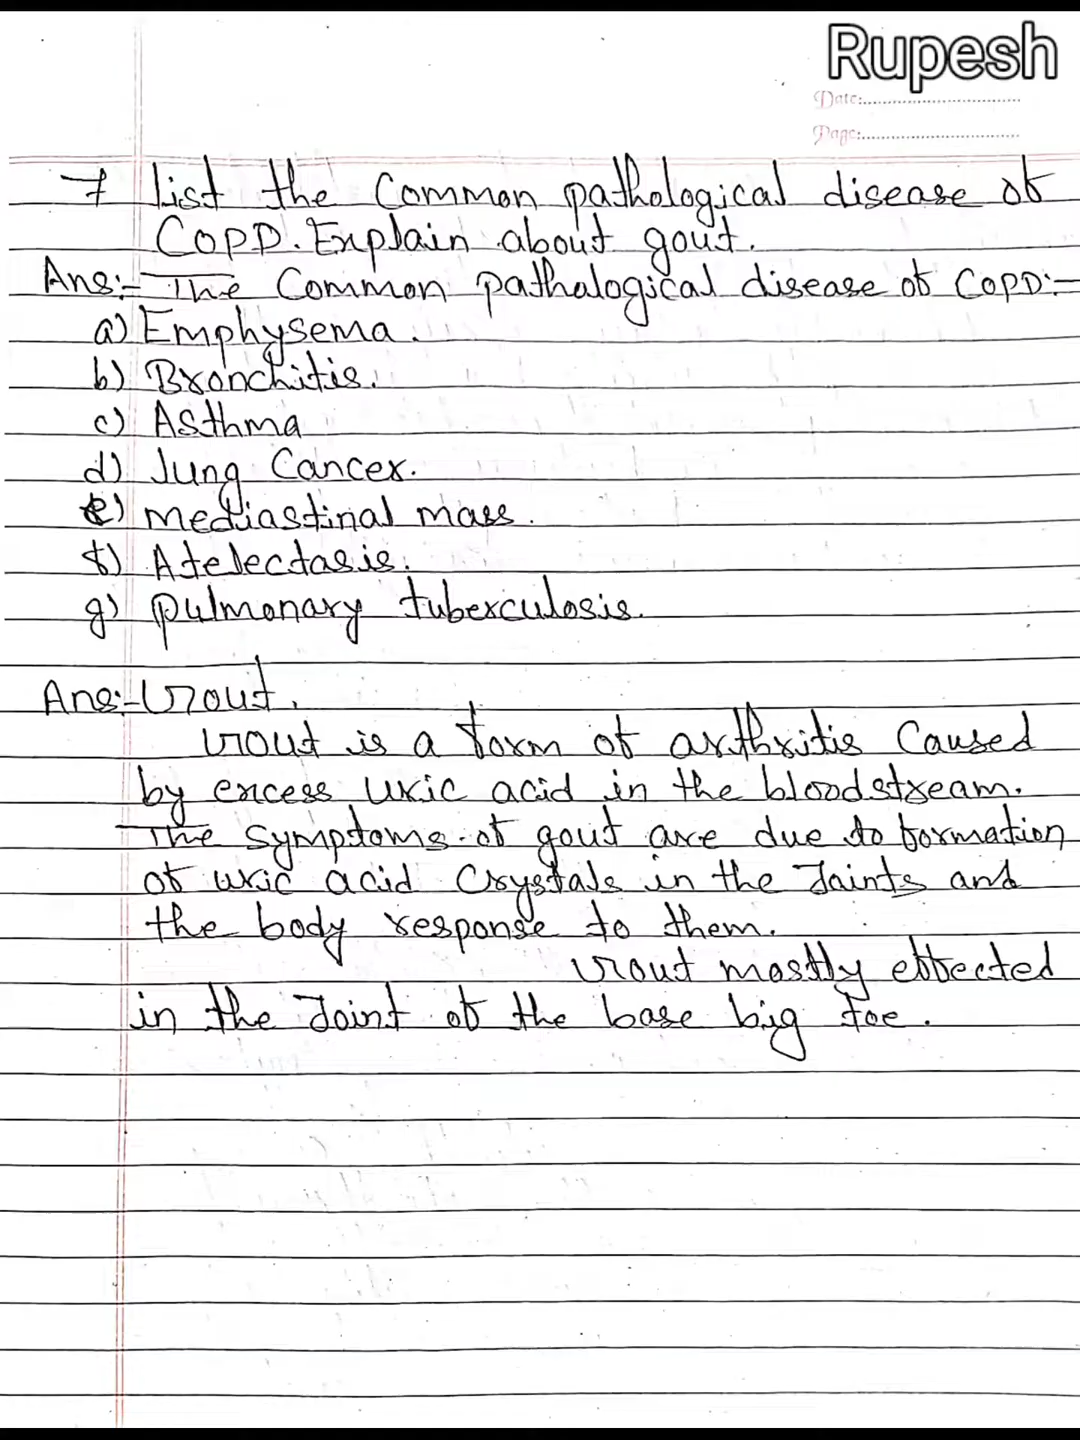 Rupesh
Date:
Page:
7 List the Common pathological disease of
COPD. Explain about gout.
Ans:- The Common pathalogical disease of COPD:-
a) Emphysema.
b) Bronchitis.
c) Asthma
d) Lung Cancer.
e) Mediastinal mass.
f) Atelectasis.
g) pulmonary tuberculosis.
Ans:- Gout.
Gout is a form of arthritis Caused
by excess uric acid in the bloodstream.
The symptoms of gout are due to formation
of uric acid Crystals in the Jaints and
the body response to them.
Gout mostly effected
in the Joint of the base big toe.